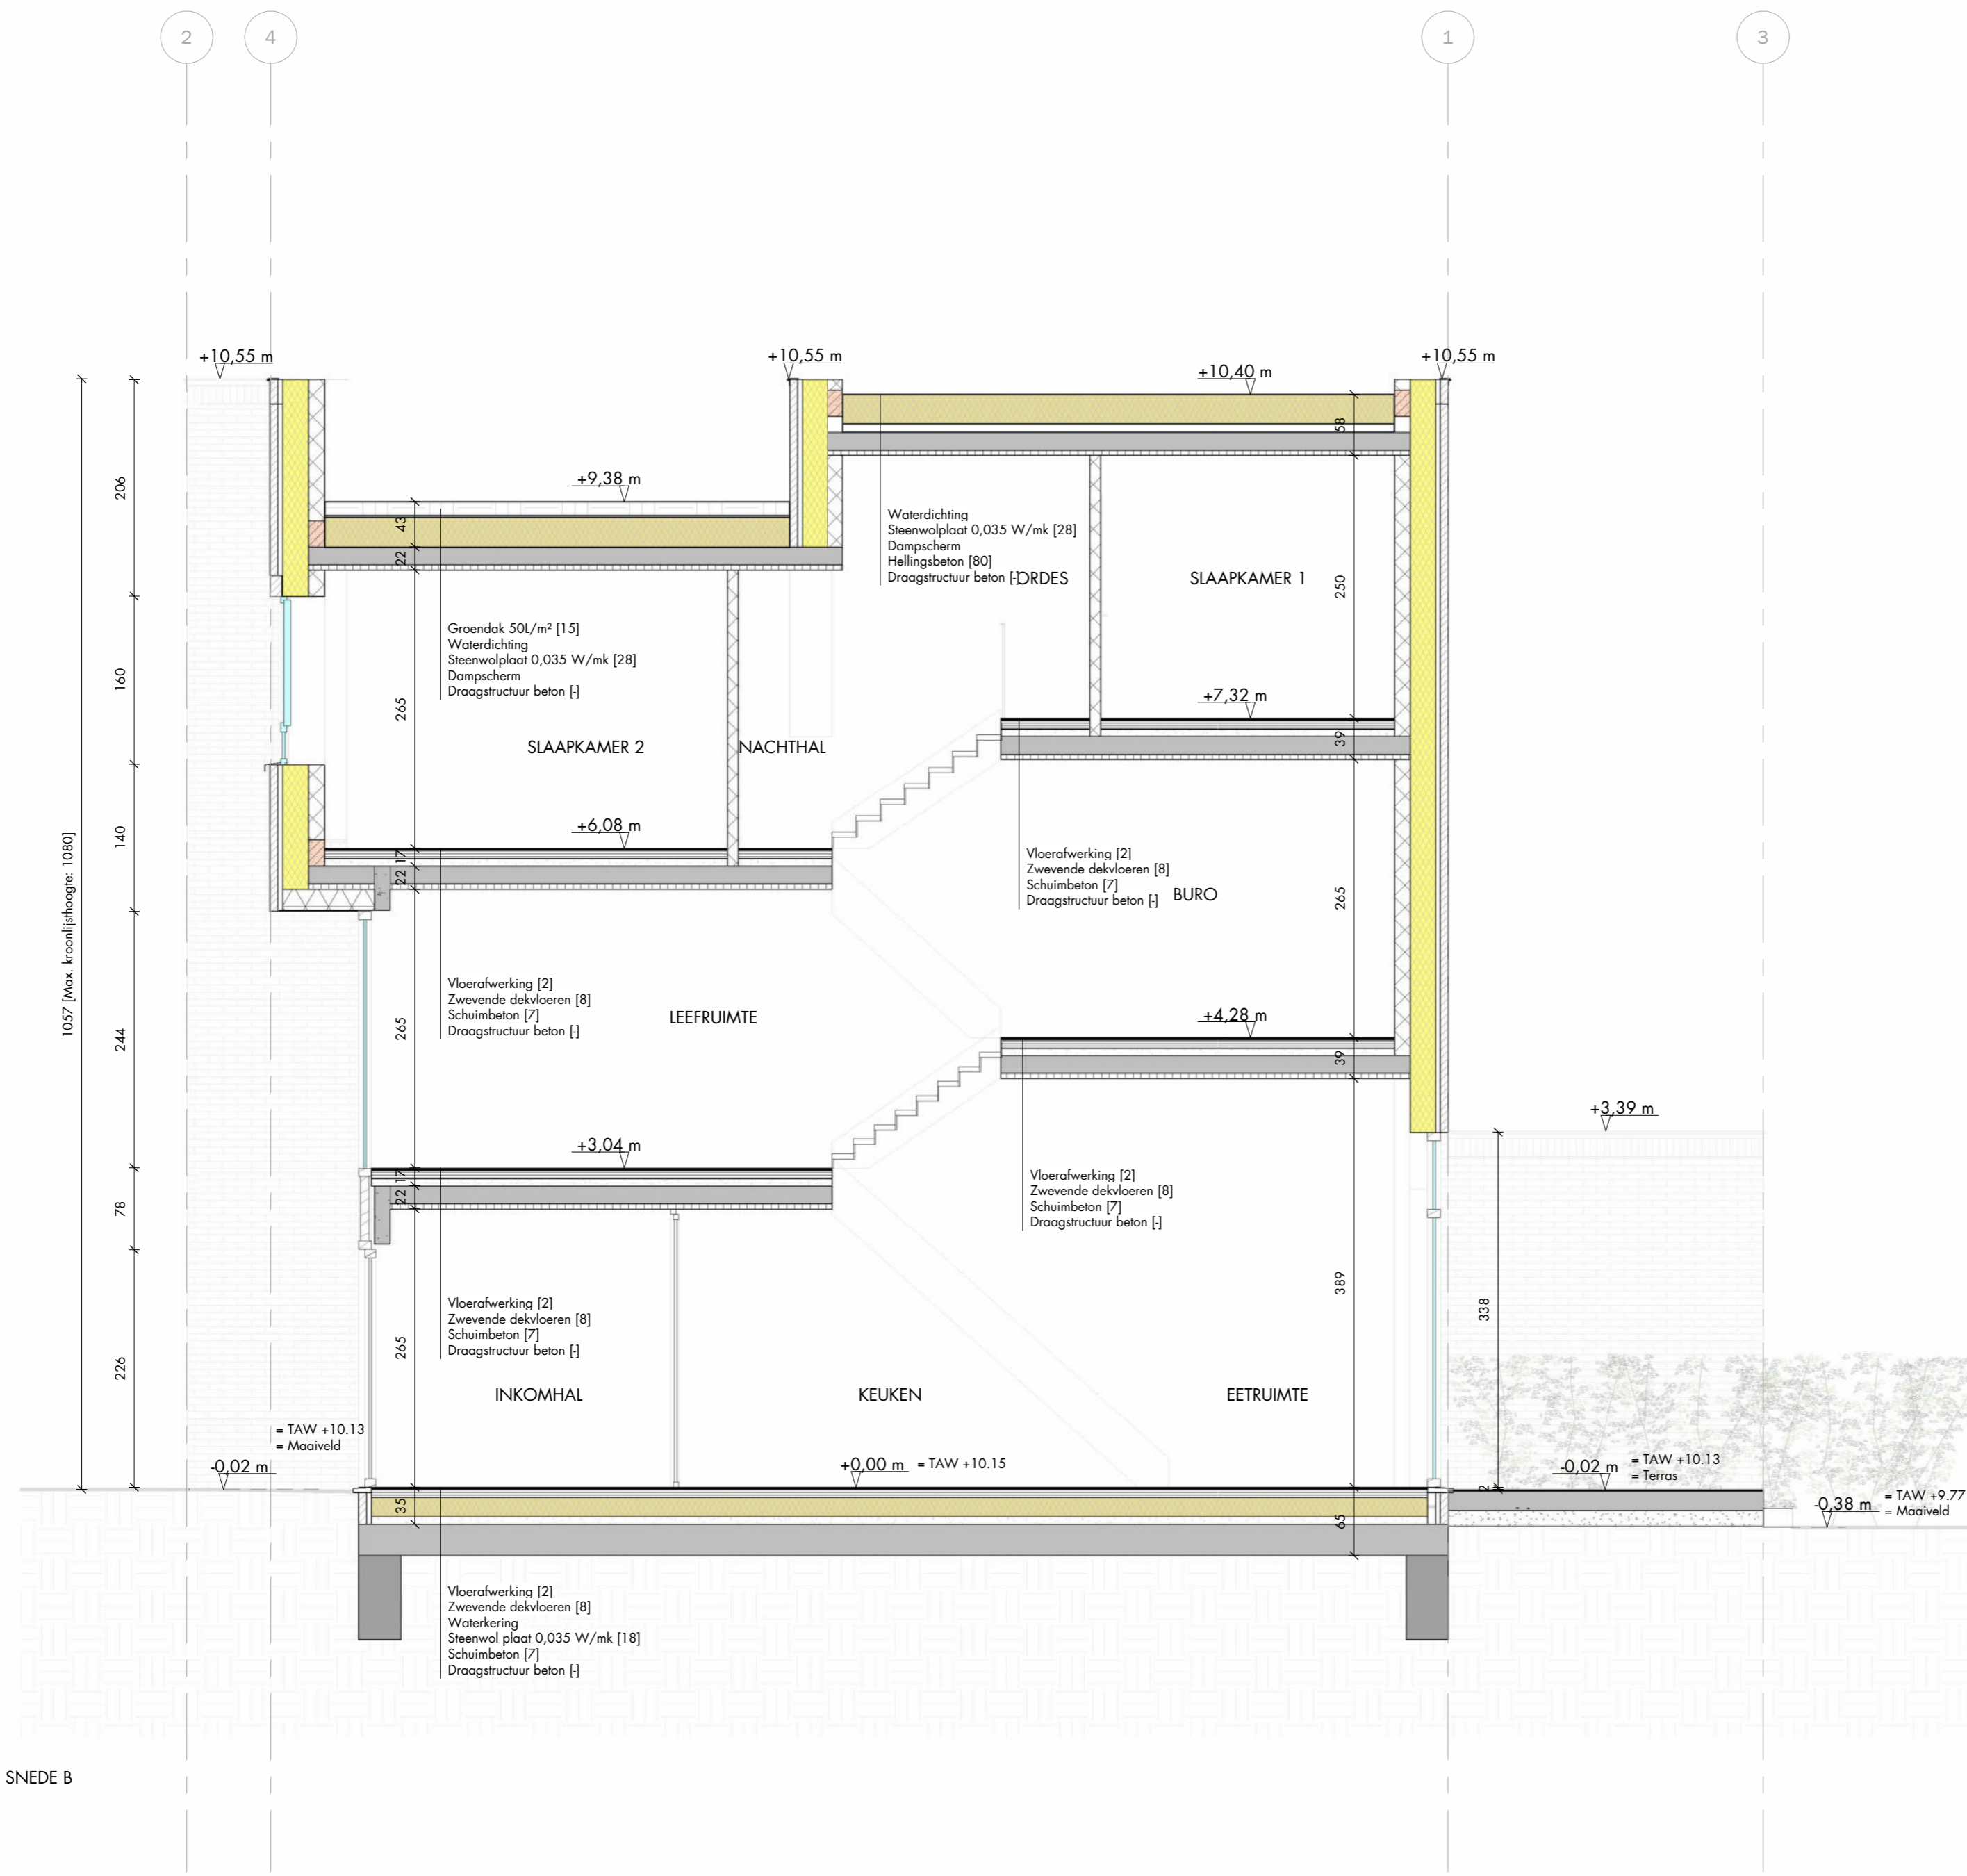 2
4
1
3
+10,55 m
+10,55 m
+10,55 m
+10,40 m
58
+9,38 m
206
43
22
Waterdichting
Steenwolplaat 0,035 W/mk [28]
Dampscherm
Hellingsbeton [80]
Draagstructuur beton [-]
ORDES
SLAAPKAMER 1
250
Groendak 50L/m² [15]
Waterdichting
Steenwolplaat 0,035 W/mk [28]
Dampscherm
Draagstructuur beton [-]
160
265
+7,32 m
39
SLAAPKAMER 2
NACHTHAL
+6,08 m
140
17
22
1057 [Max. kroonlijsthoogte: 1080]
Vloerafwerking [2]
Zwevende dekvloeren [8]
Schuimbeton [7]
Draagstructuur beton [-]
BURO
265
Vloerafwerking [2]
Zwevende dekvloeren [8]
Schuimbeton [7]
Draagstructuur beton [-]
LEEFRUIMTE
244
265
+4,28 m
39
+3,39 m
+3,04 m
17
22
78
Vloerafwerking [2]
Zwevende dekvloeren [8]
Schuimbeton [7]
Draagstructuur beton [-]
389
338
Vloerafwerking [2]
Zwevende dekvloeren [8]
Schuimbeton [7]
Draagstructuur beton [-]
226
265
INKOMHAL
KEUKEN
EETRUIMTE
= TAW +10.13
= Maaiveld
-0,02 m
+0,00 m = TAW +10.15
-0,02 m
= TAW +10.13
= Terras
2
35
65
-0,38 m
= TAW +9.77
= Maaiveld
Vloerafwerking [2]
Zwevende dekvloeren [8]
Waterkering
Steenwol plaat 0,035 W/mk [18]
Schuimbeton [7]
Draagstructuur beton [-]
SNEDE B